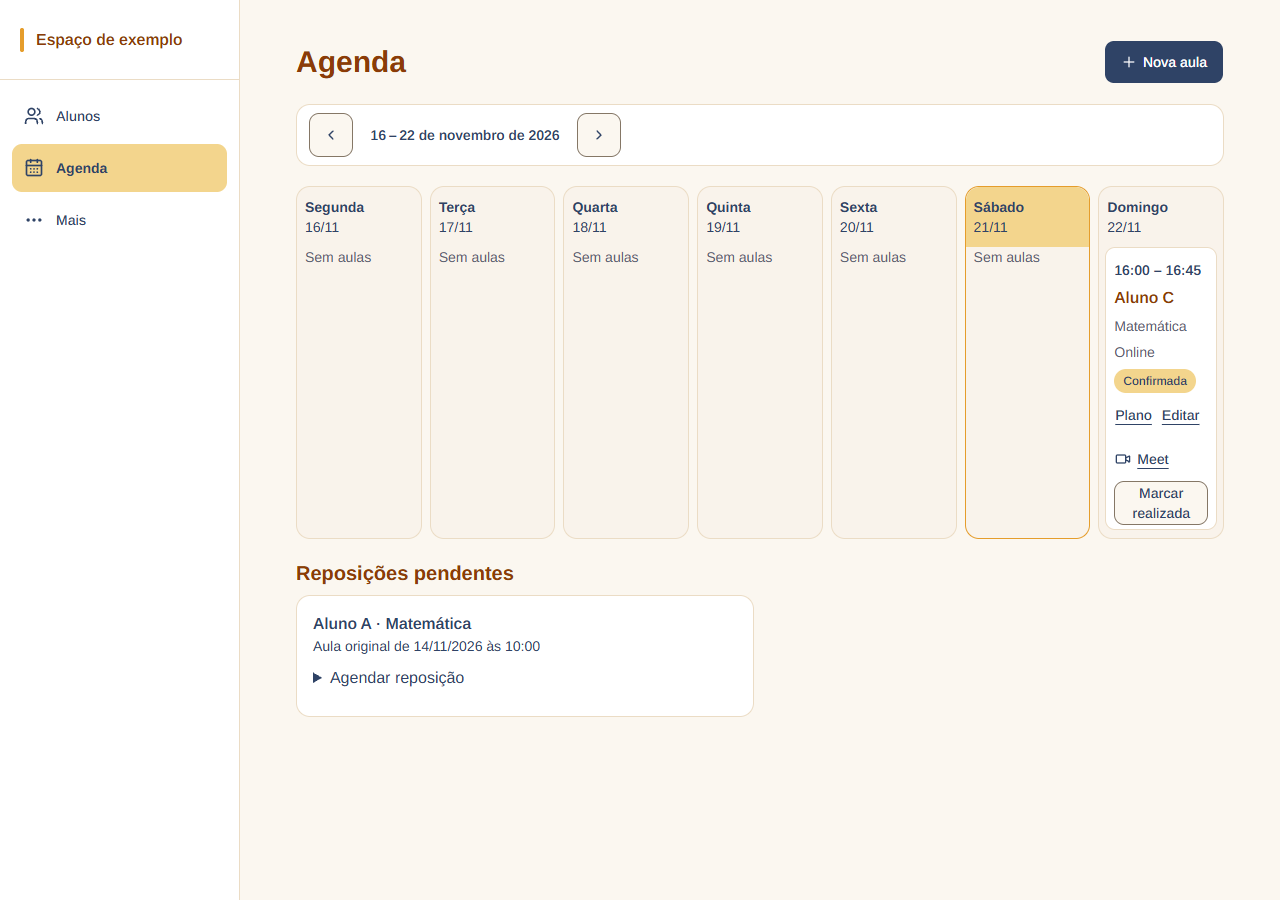 Espaço de exemplo
Alunos
Agenda
Mais
Agenda
Nova aula
16 – 22 de novembro de 2026
Segunda
16/11
Sem aulas
Terça
17/11
Sem aulas
Quarta
18/11
Sem aulas
Quinta
19/11
Sem aulas
Sexta
20/11
Sem aulas
Sábado
21/11
Sem aulas
Domingo
22/11
16:00 – 16:45
Aluno C
Matemática
Online
Confirmada
Plano Editar
Meet
Marcar
realizada
Reposições pendentes
Aluno A · Matemática
Aula original de 14/11/2026 às 10:00
Agendar reposição